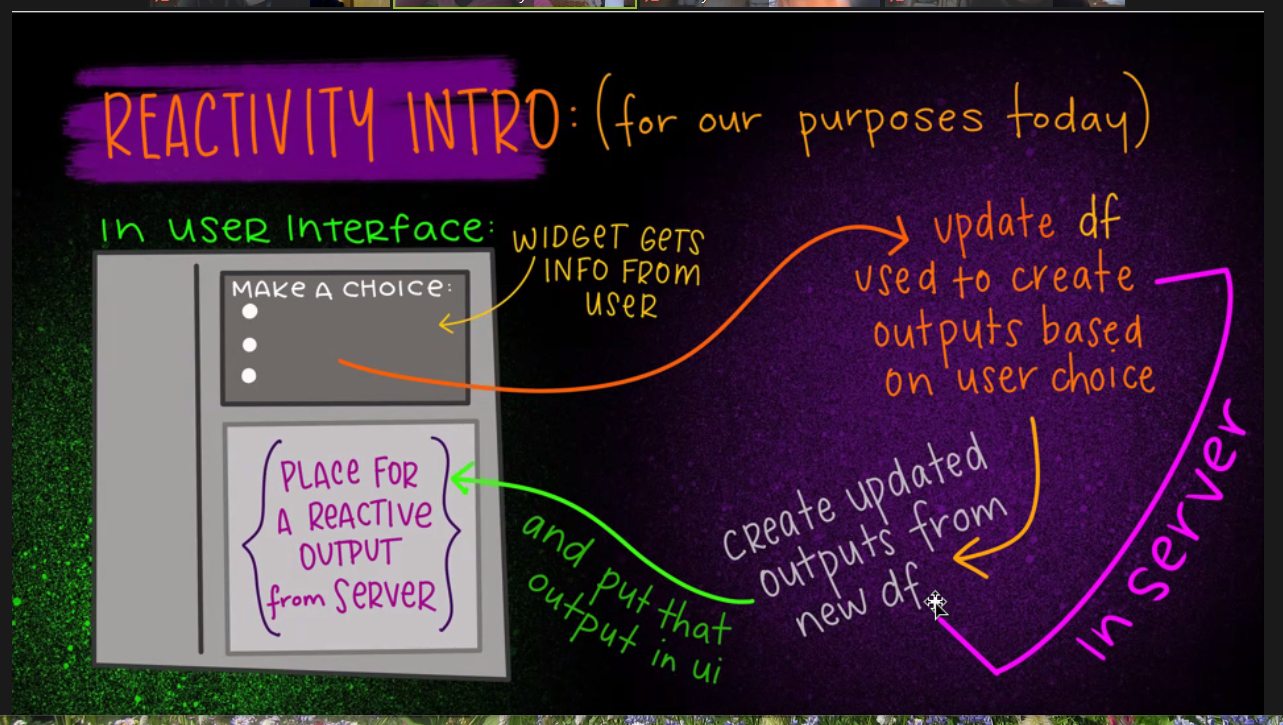 REACTIVITY INTRO: (for our purposes today)
In user Interface:
WIDGET GETS
INFO FROM
USER
MAKE A CHOICE:
PLACE FOR
A REACTIVE
OUTPUT
from SERVER
update df
used to create
outputs based
on user choice
create updated
outputs from
new df
and put that
output in ui
In server